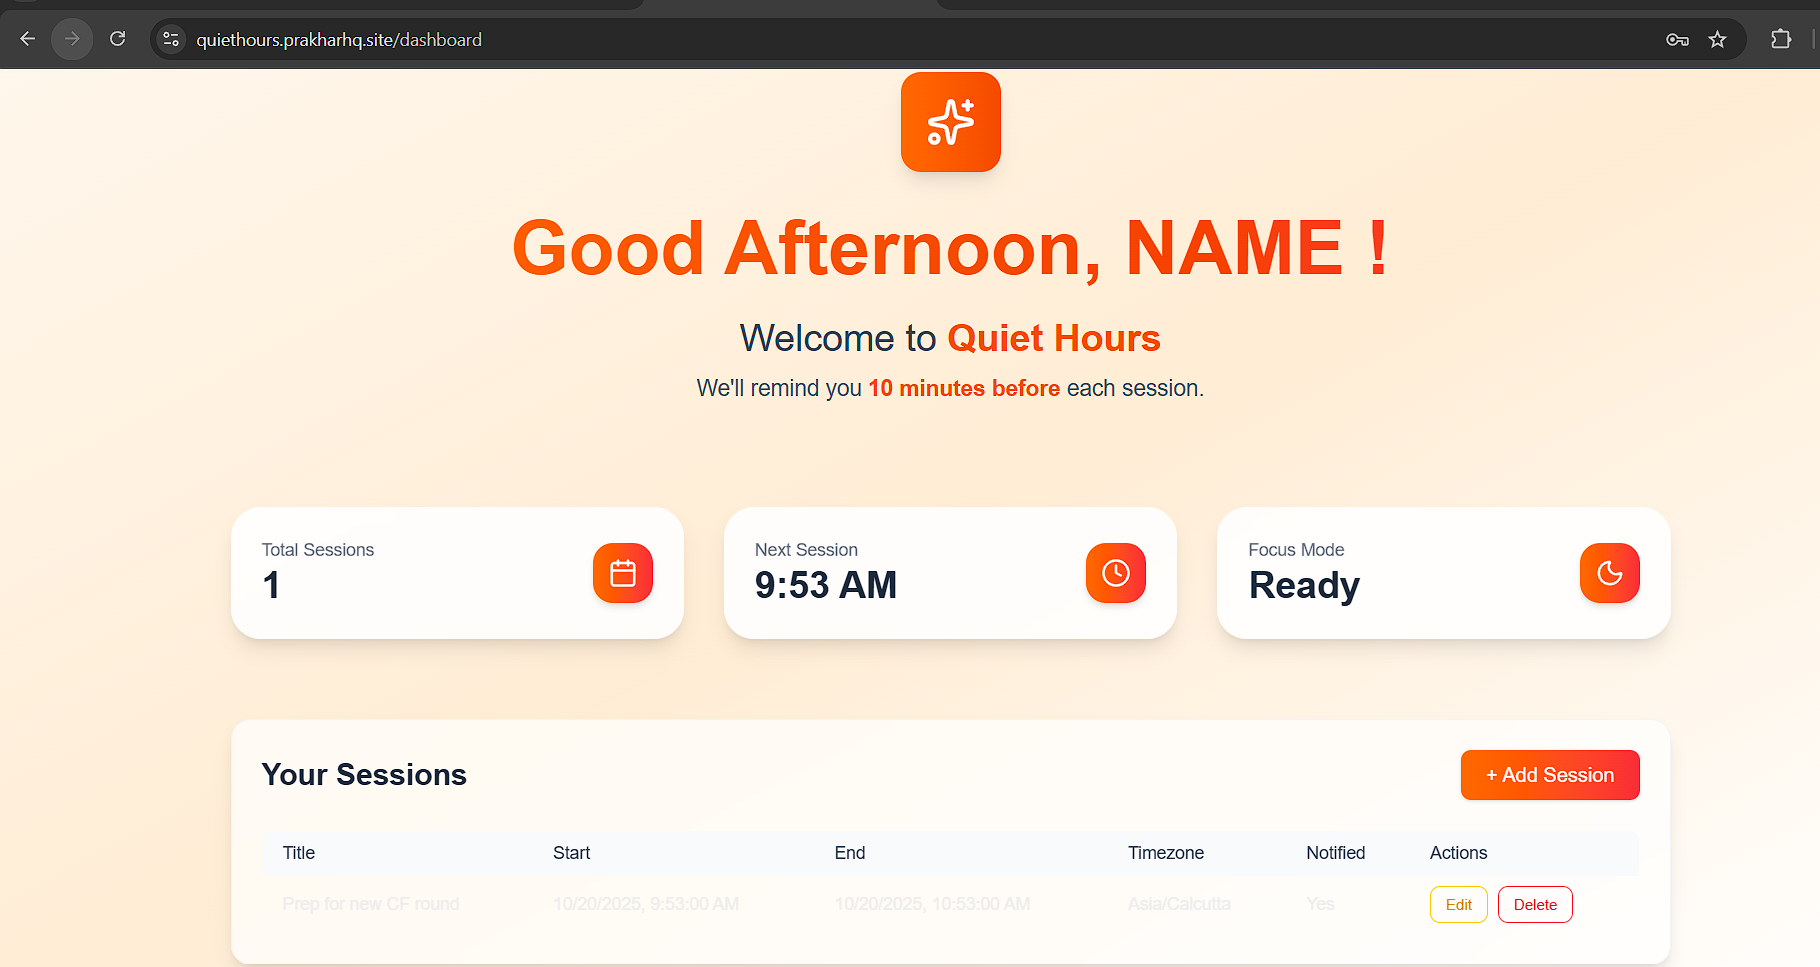 quiethours.prakharhq.site/dashboard
Good Afternoon, NAME !
Welcome to Quiet Hours
We'll remind you 10 minutes before each session.
Total Sessions
1
Next Session
9:53 AM
Focus Mode
Ready
Your Sessions
+ Add Session
Title Start End Timezone Notified Actions
Prep for new CF round 10/20/2025, 9:53:00 AM 10/20/2025, 10:53:00 AM Asia/Calcutta Yes Edit Delete